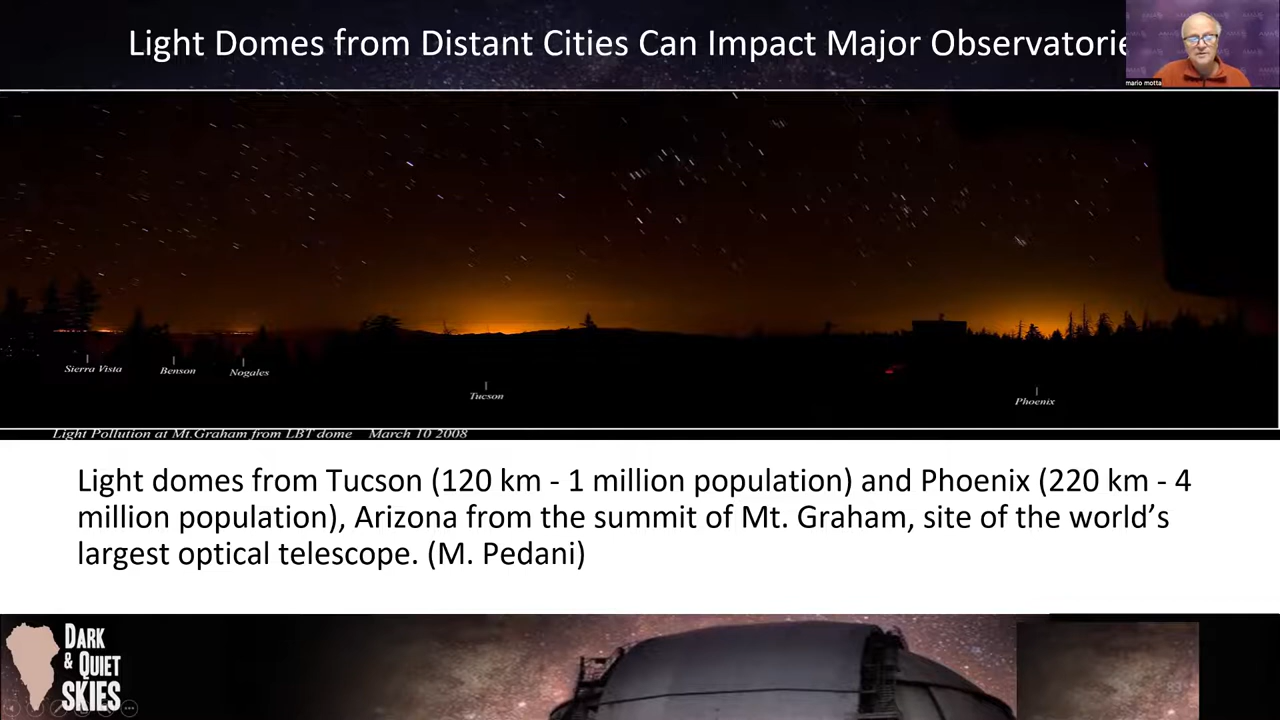 Light Domes from Distant Cities Can Impact Major Observatorie
mario motta
Sierra Vista
Benson
Nogales
Tucson
Phoenix
Light Pollution at Mt.Graham from LBT dome March 10 2008
Light domes from Tucson (120 km - 1 million population) and Phoenix (220 km - 4
million population), Arizona from the summit of Mt. Graham, site of the world's
largest optical telescope. (M. Pedani)
DARK
& QUIET
SKIES